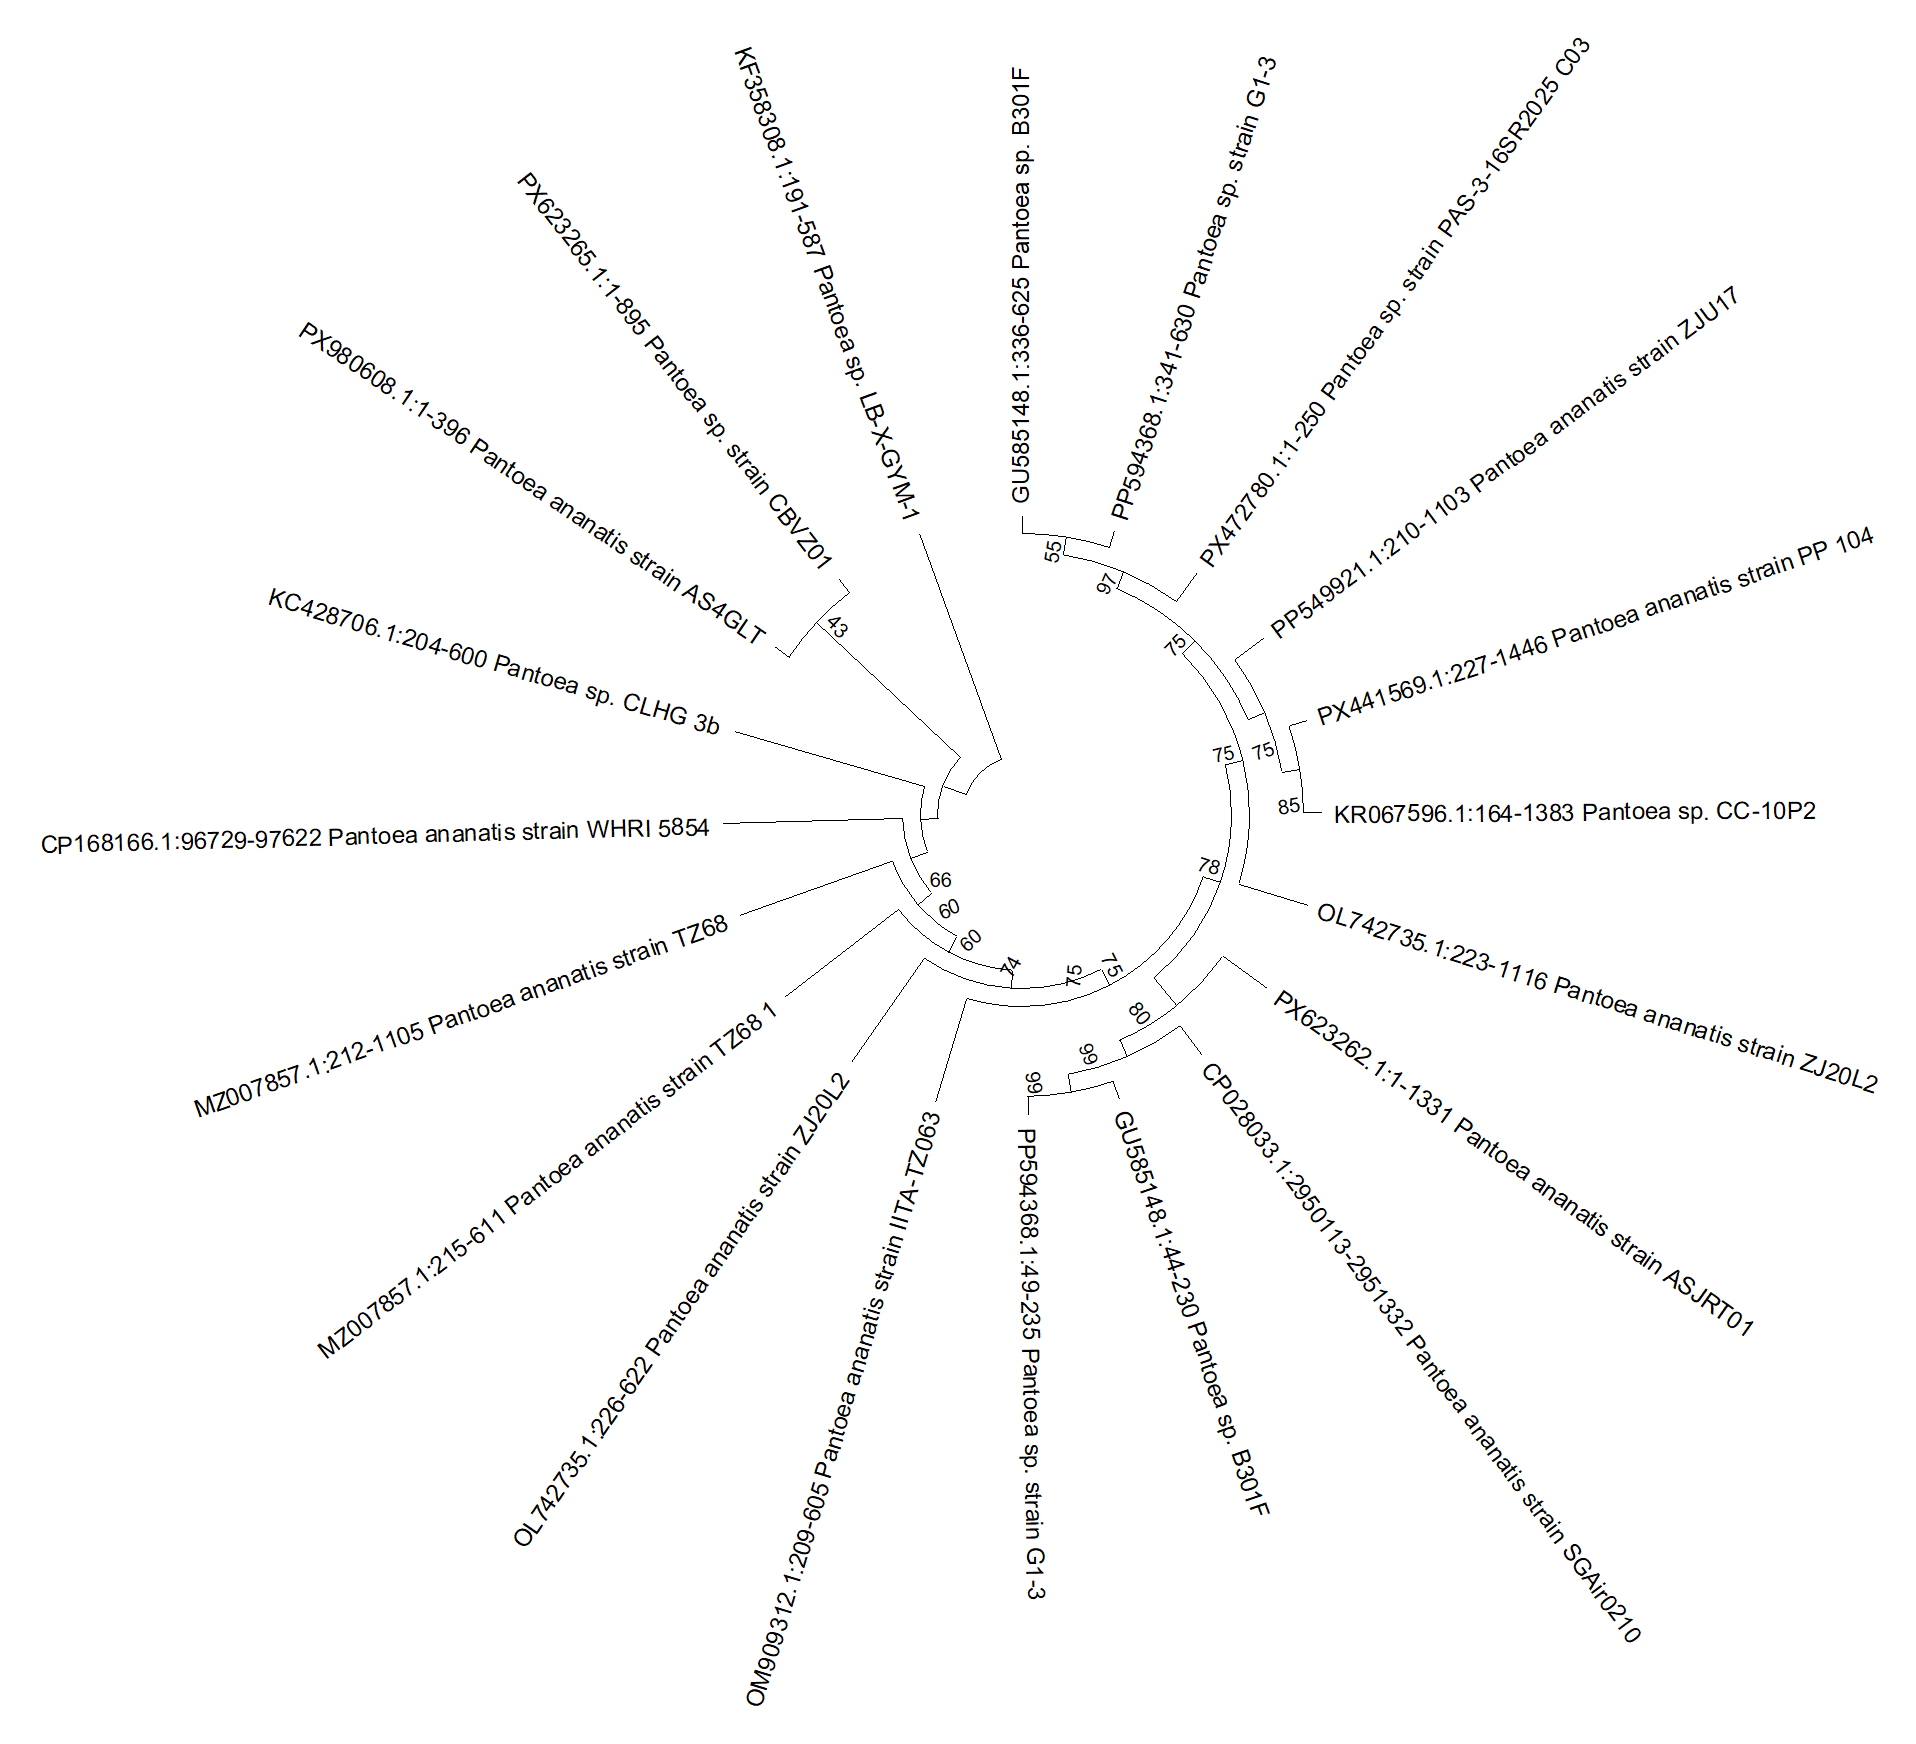 GU585148.1:336-625 Pantoea sp. B301F
PP594368.1:341-630 Pantoea sp. strain G1-3
PX472780.1:1-250 Pantoea sp. strain PAS-3-16SR2025 C03
PP549921.1:210-1103 Pantoea ananatis strain ZJU17
PX441569.1:227-1446 Pantoea ananatis strain PP 104
KR067596.1:164-1383 Pantoea sp. CC-10P2
OL742735.1:223-1116 Pantoea ananatis strain ZJ20L2
PX623262.1:1-1331 Pantoea ananatis strain ASJRT01
CP028033.1:2950113-2951332 Pantoea ananatis strain SGAir0210
GU585148.1:44-230 Pantoea sp. B301F
PP594368.1:49-235 Pantoea sp. strain G1-3
OM909312.1:209-605 Pantoea ananatis strain IITA-TZ063
OL742735.1:226-622 Pantoea ananatis strain ZJ20L2
MZ007857.1:215-611 Pantoea ananatis strain TZ68 1
MZ007857.1:212-1105 Pantoea ananatis strain TZ68
CP168166.1:96729-97622 Pantoea ananatis strain WHRI 5854
KC428706.1:204-600 Pantoea sp. CLHG 3b
PX980608.1:1-396 Pantoea ananatis strain AS4GLT
PX623265.1:1-895 Pantoea sp. strain CBVZ01
KF358308.1:191-587 Pantoea sp. LB-X-GYM-1
55
97
75
75
75
85
78
80
99
99
75
75
74
60
60
66
43